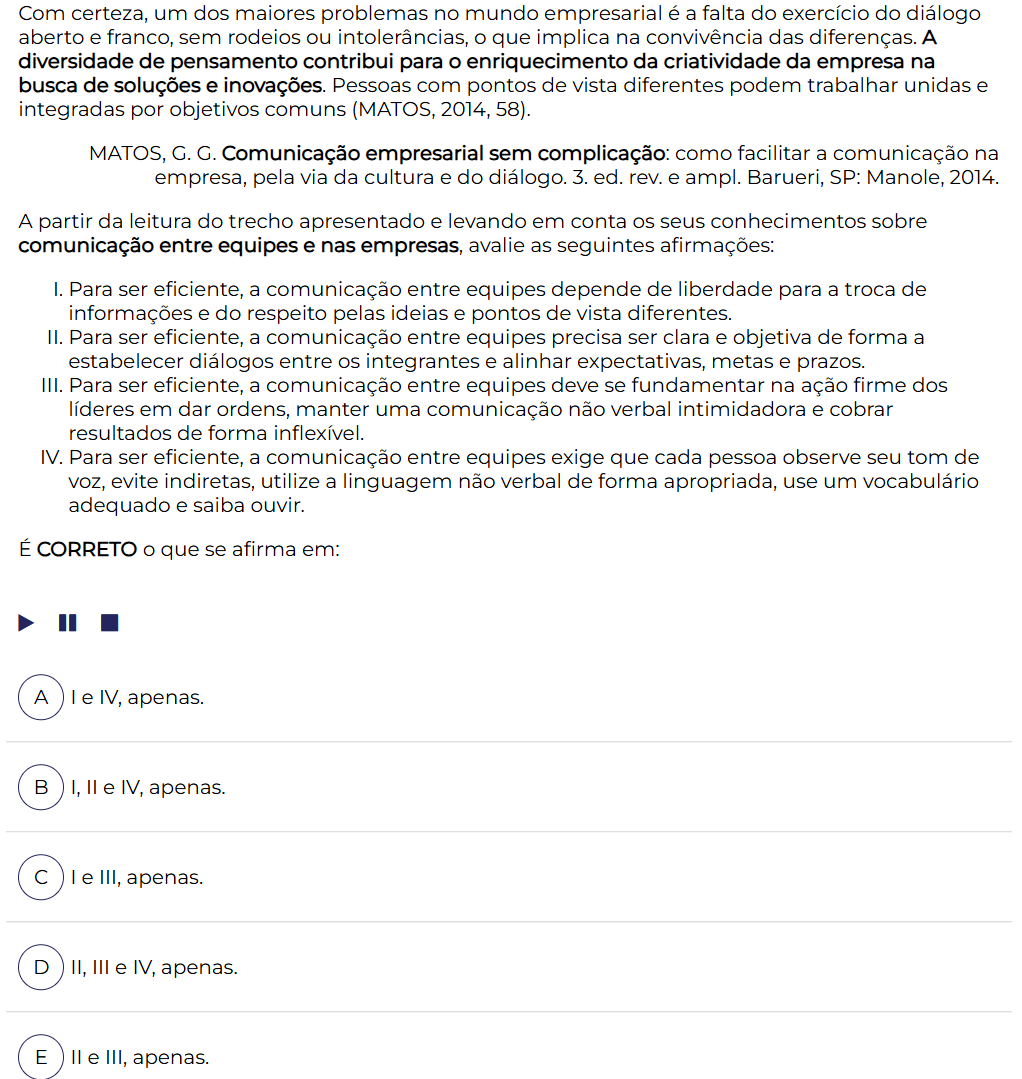 Com certeza, um dos maiores problemas no mundo empresarial é a falta do exercício do diálogo
aberto e franco, sem rodeios ou intolerâncias, o que implica na convivência das diferenças. A
diversidade de pensamento contribui para o enriquecimento da criatividade da empresa na
busca de soluções e inovações. Pessoas com pontos de vista diferentes podem trabalhar unidas e
integradas por objetivos comuns (MATOS, 2014, 58).
MATOS, G. G. Comunicação empresarial sem complicação: como facilitar a comunicação na
empresa, pela via da cultura e do diálogo. 3. ed. rev. e ampl. Barueri, SP: Manole, 2014.
A partir da leitura do trecho apresentado e levando em conta os seus conhecimentos sobre
comunicação entre equipes e nas empresas, avalie as seguintes afirmações:
I. Para ser eficiente, a comunicação entre equipes depende de liberdade para a troca de
informações e do respeito pelas ideias e pontos de vista diferentes.
II. Para ser eficiente, a comunicação entre equipes precisa ser clara e objetiva de forma a
estabelecer diálogos entre os integrantes e alinhar expectativas, metas e prazos.
III. Para ser eficiente, a comunicação entre equipes deve se fundamentar na ação firme dos
líderes em dar ordens, manter uma comunicação não verbal intimidadora e cobrar
resultados de forma inflexível.
IV. Para ser eficiente, a comunicação entre equipes exige que cada pessoa observe seu tom de
voz, evite indiretas, utilize a linguagem não verbal de forma apropriada, use um vocabulário
adequado e saiba ouvir.
É CORRETO o que se afirma em:
A I e IV, apenas.
B I, II e IV, apenas.
C I e III, apenas.
D II, III e IV, apenas.
E II e III, apenas.